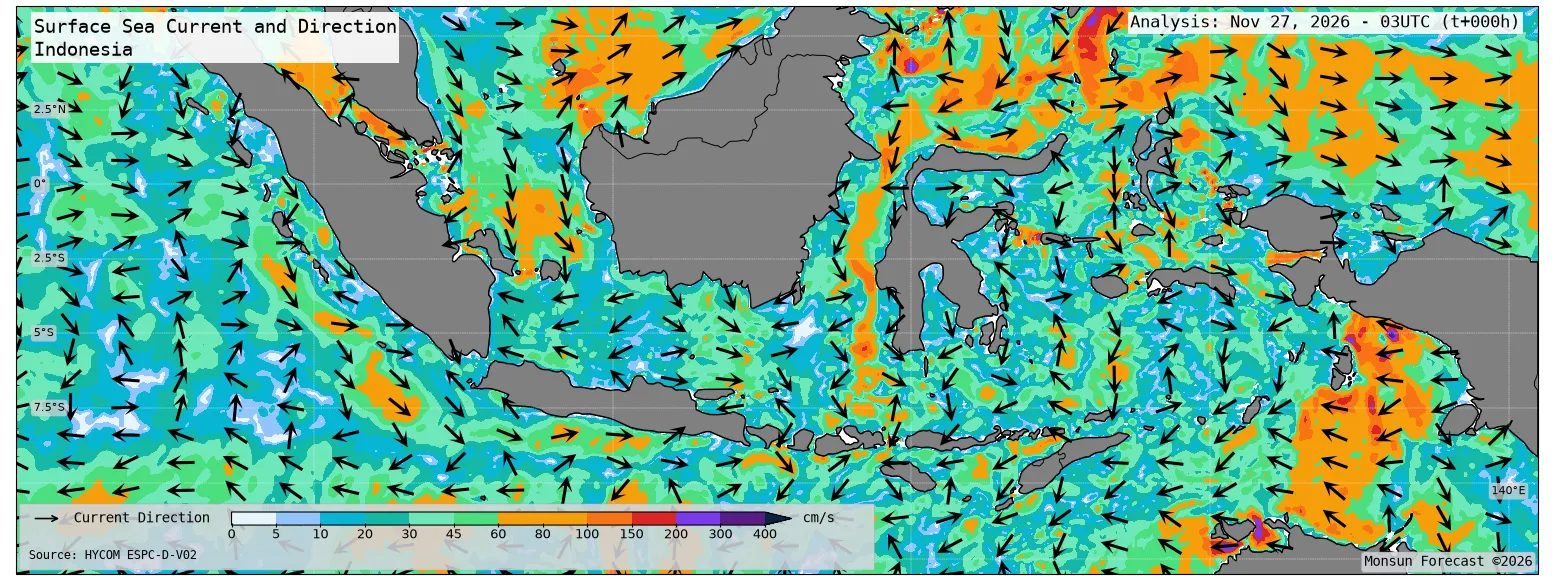 Surface Sea Current and Direction
Indonesia
Analysis: Nov 27, 2026 - 03UTC (t+000h)
2.5°N
0°
2.5°S
5°S
7.5°S
140°E
Current Direction
0 5 10 20 30 45 60 80 100 150 200 300 400 cm/s
Source: HYCOM ESPC-D-V02
Monsun Forecast ©2026